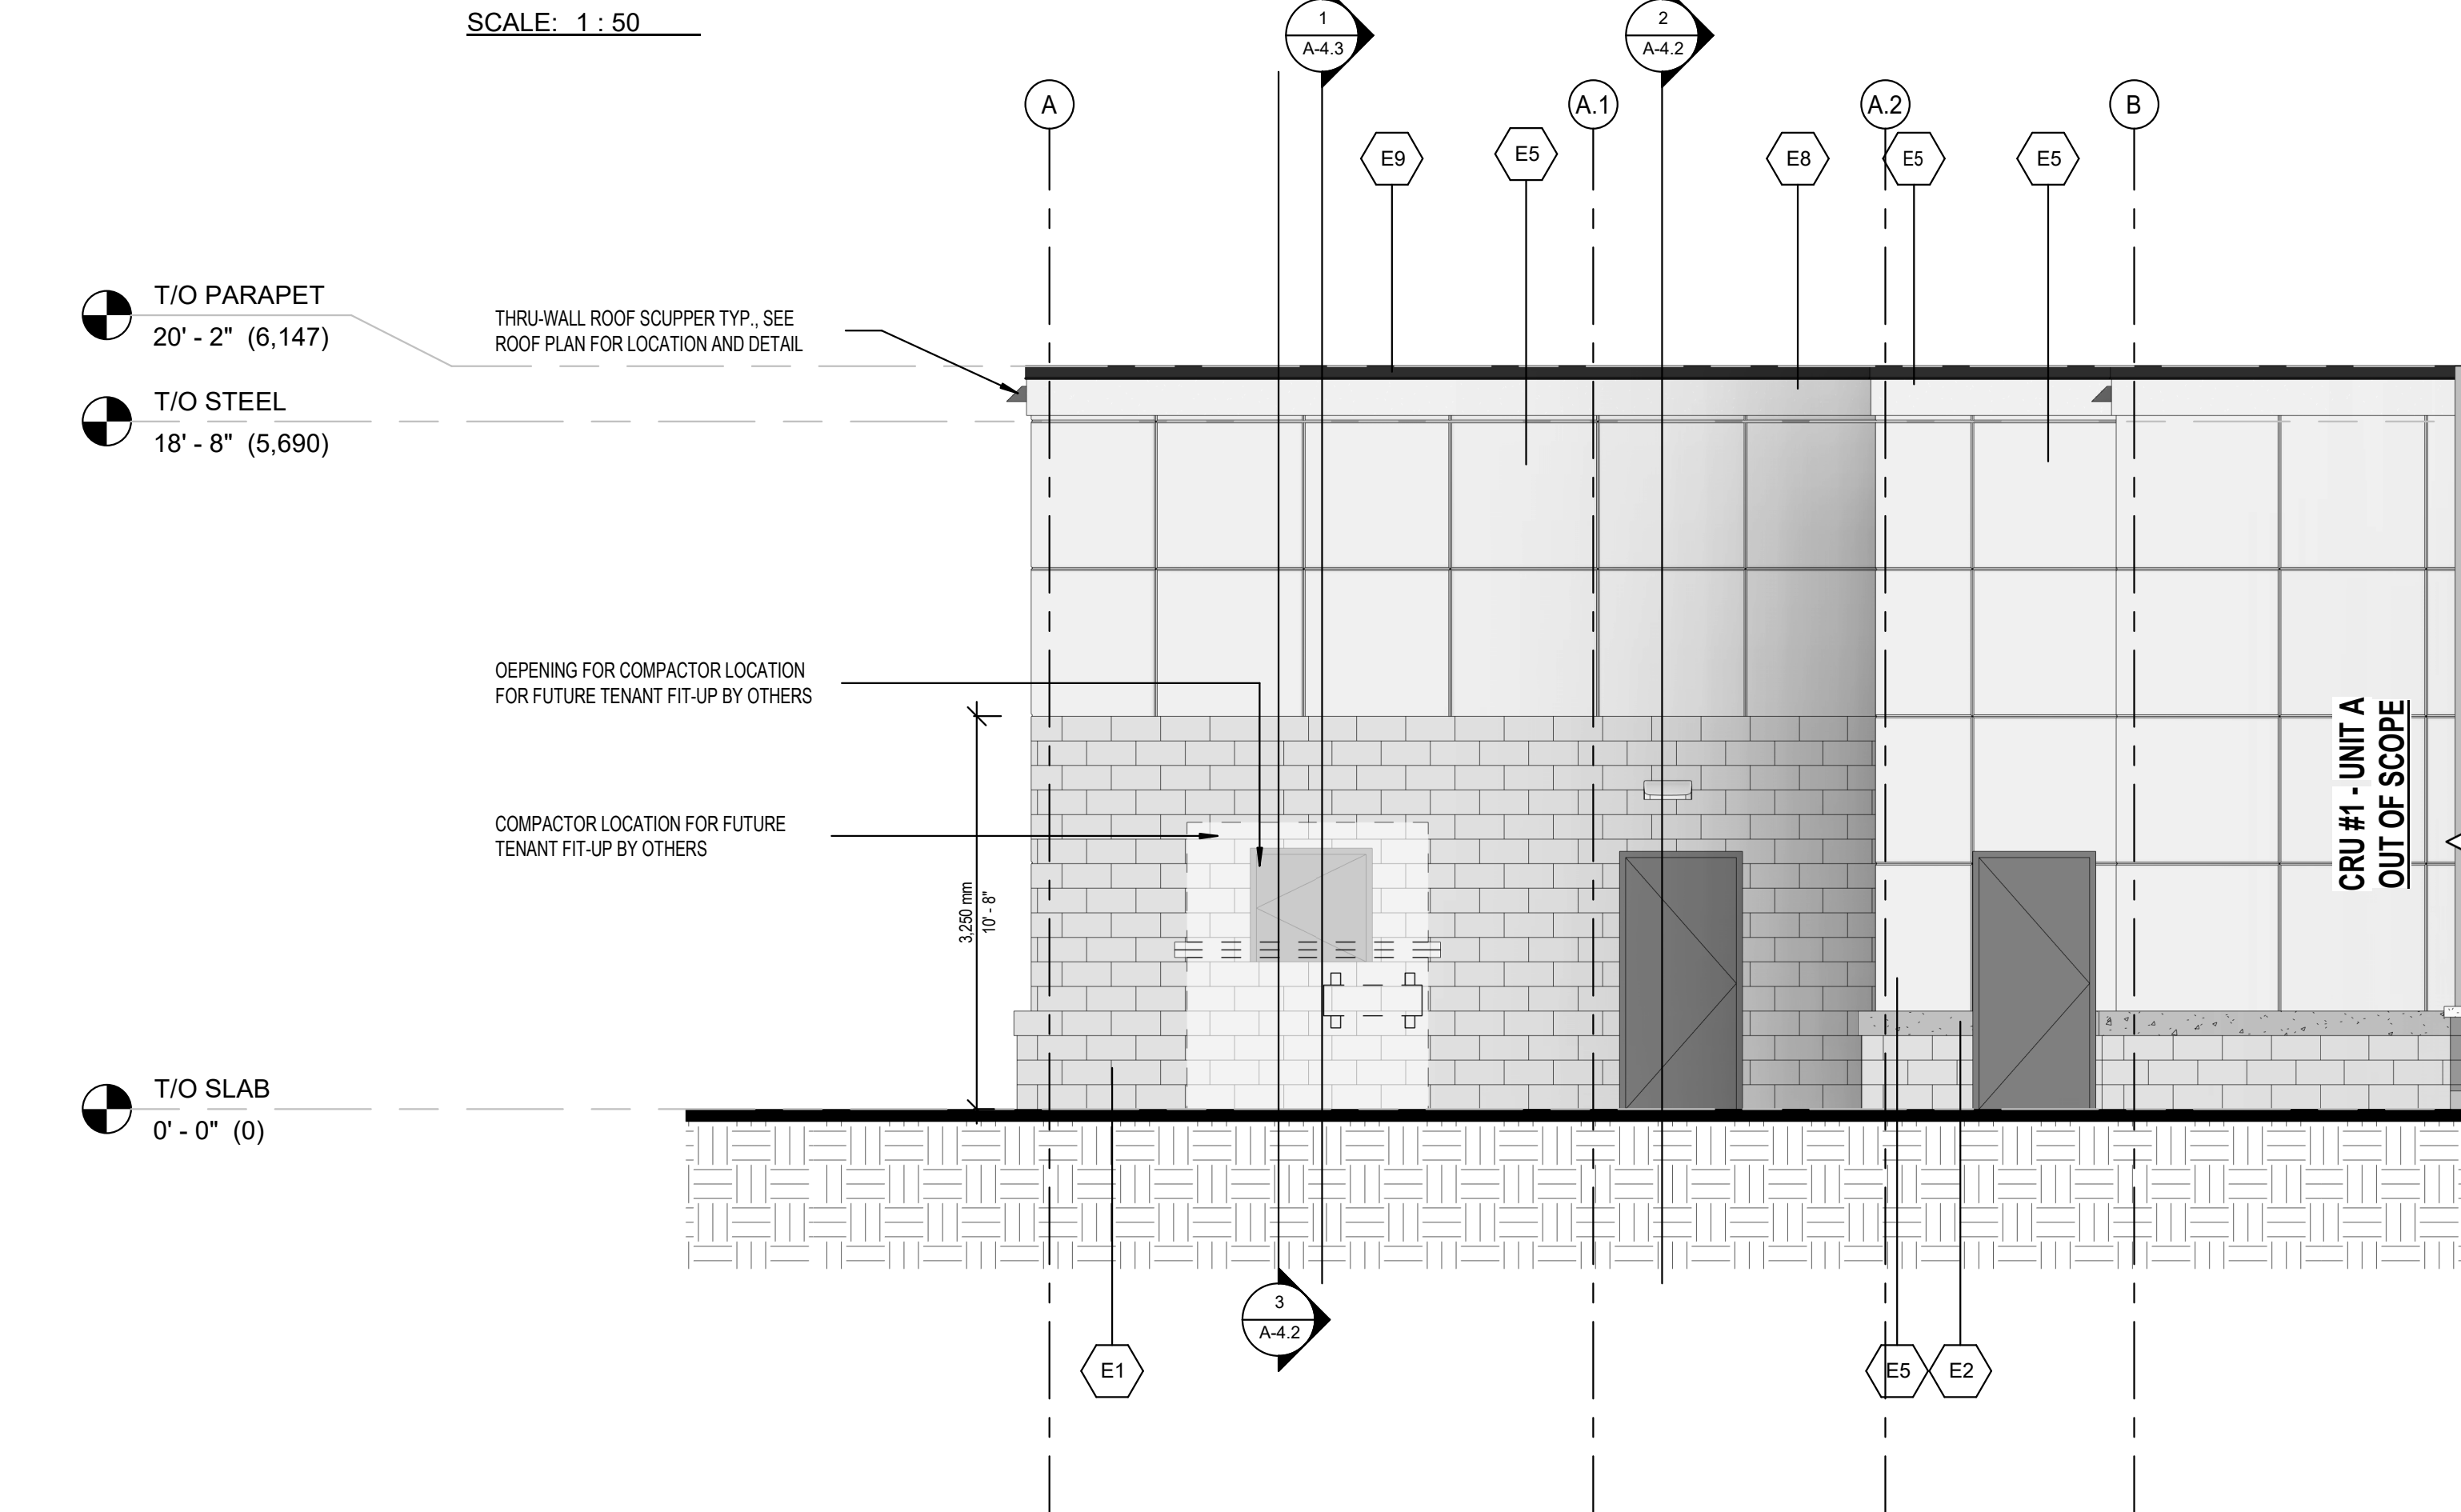 SCALE: 1 : 50
1
A-4.3
2
A-4.2
A
A.1
A.2
B
E9
E5
E8
E5
E5
T/O PARAPET
20' - 2" (6,147)
THRU-WALL ROOF SCUPPER TYP., SEE
ROOF PLAN FOR LOCATION AND DETAIL
T/O STEEL
18' - 8" (5,690)
OEPENING FOR COMPACTOR LOCATION
FOR FUTURE TENANT FIT-UP BY OTHERS
COMPACTOR LOCATION FOR FUTURE
TENANT FIT-UP BY OTHERS
3,250 mm
10' - 8"
CRU #1 - UNIT A
OUT OF SCOPE
T/O SLAB
0' - 0" (0)
3
A-4.2
E1
E5
E2